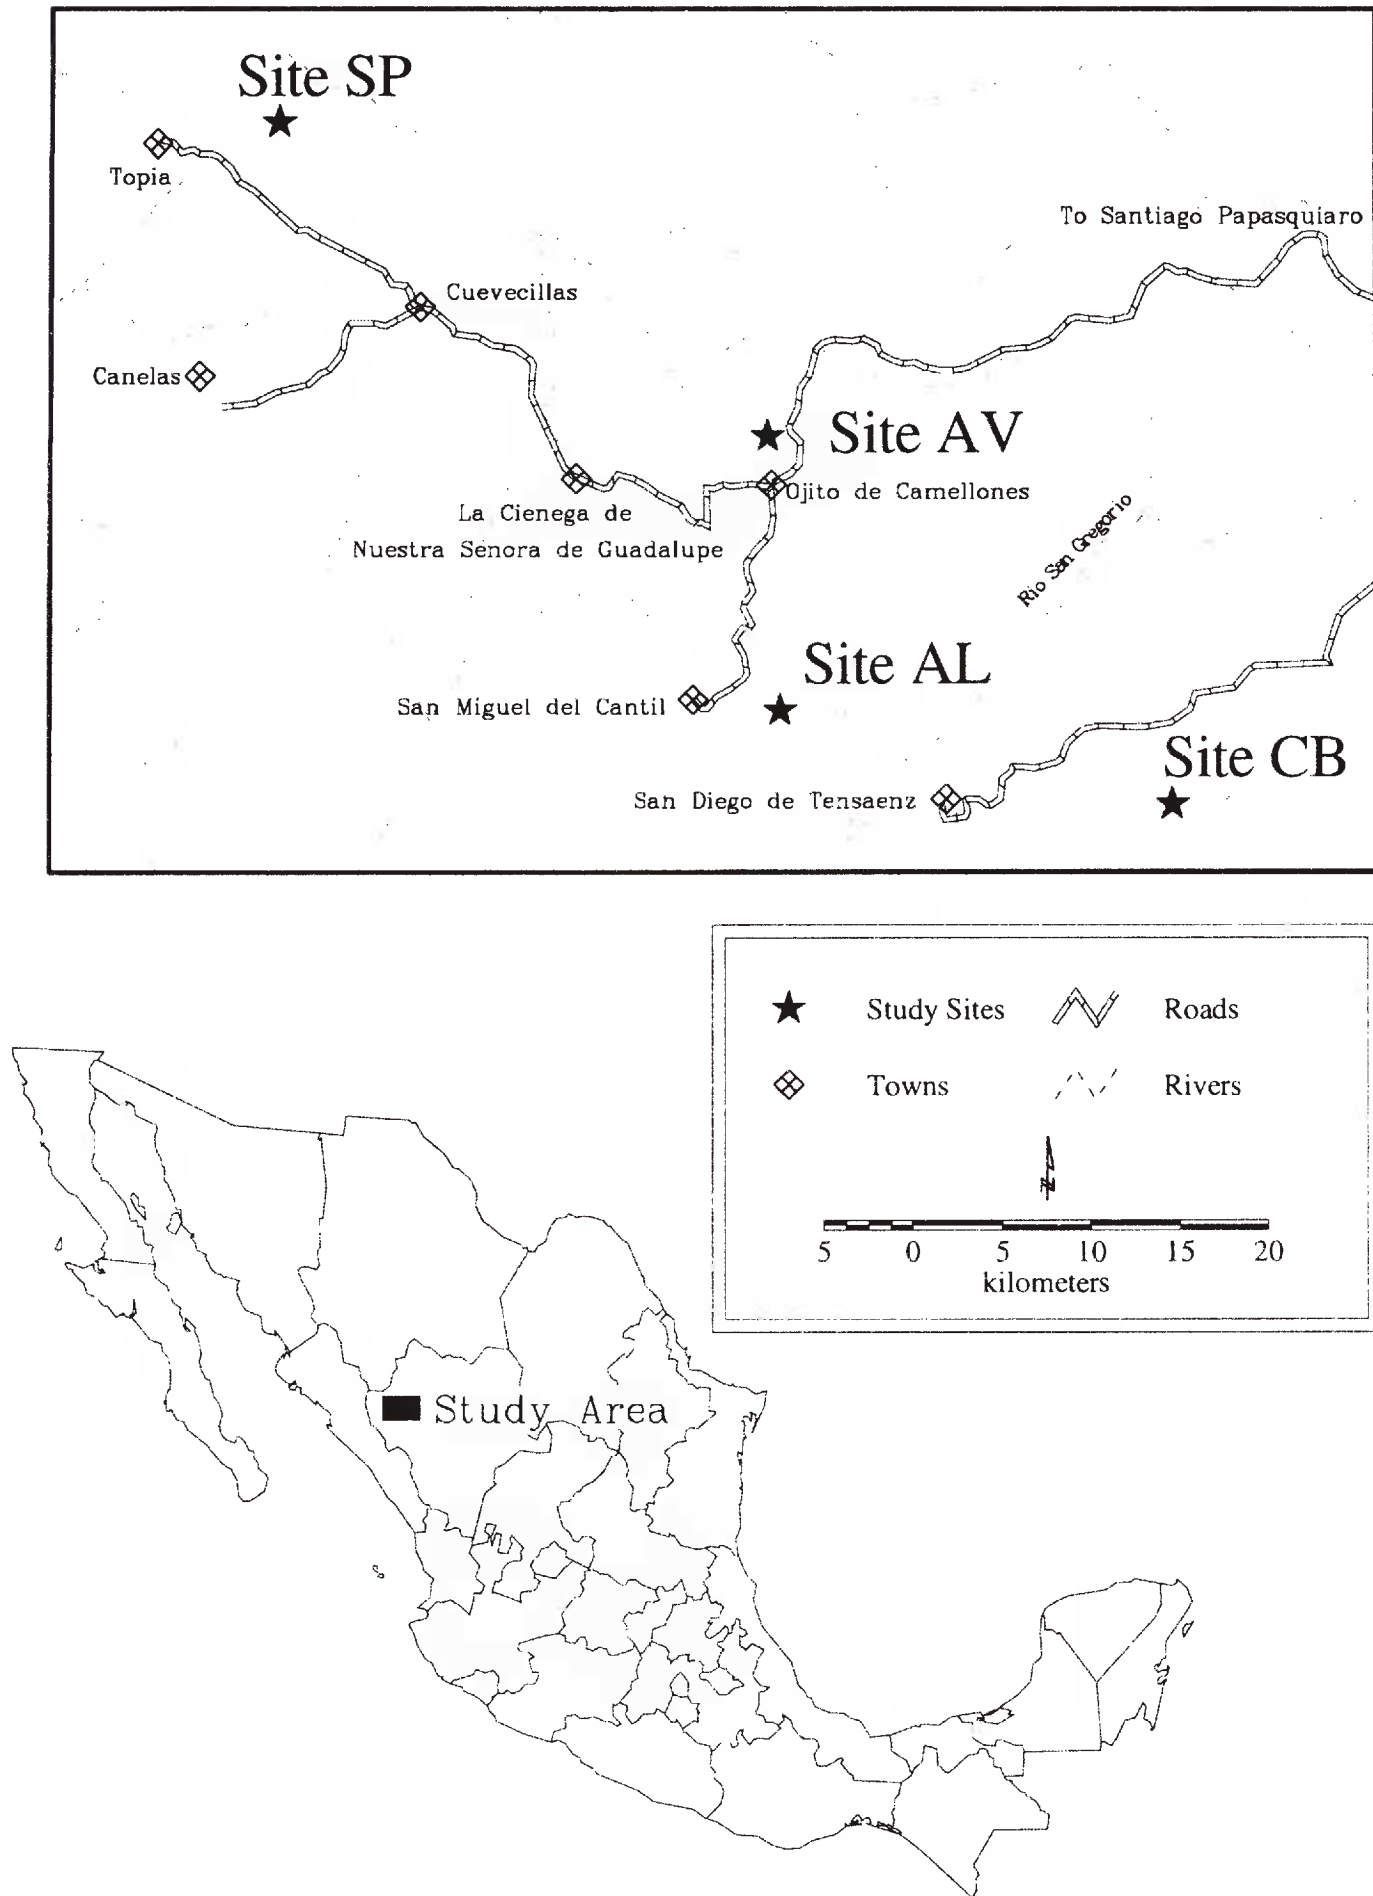 Site SP
Topia
To Santiago Papasquiaro
Cuevecillas
Canelas
Site AV
Ojito de Camellones
La Cienega de
Nuestra Senora de Guadalupe
Rio San Gregorio
Site AL
San Miguel del Cantil
Site CB
San Diego de Tensaenz
Study Sites
Roads
Towns
Rivers
N
5 0 5 10 15 20
kilometers
Study Area